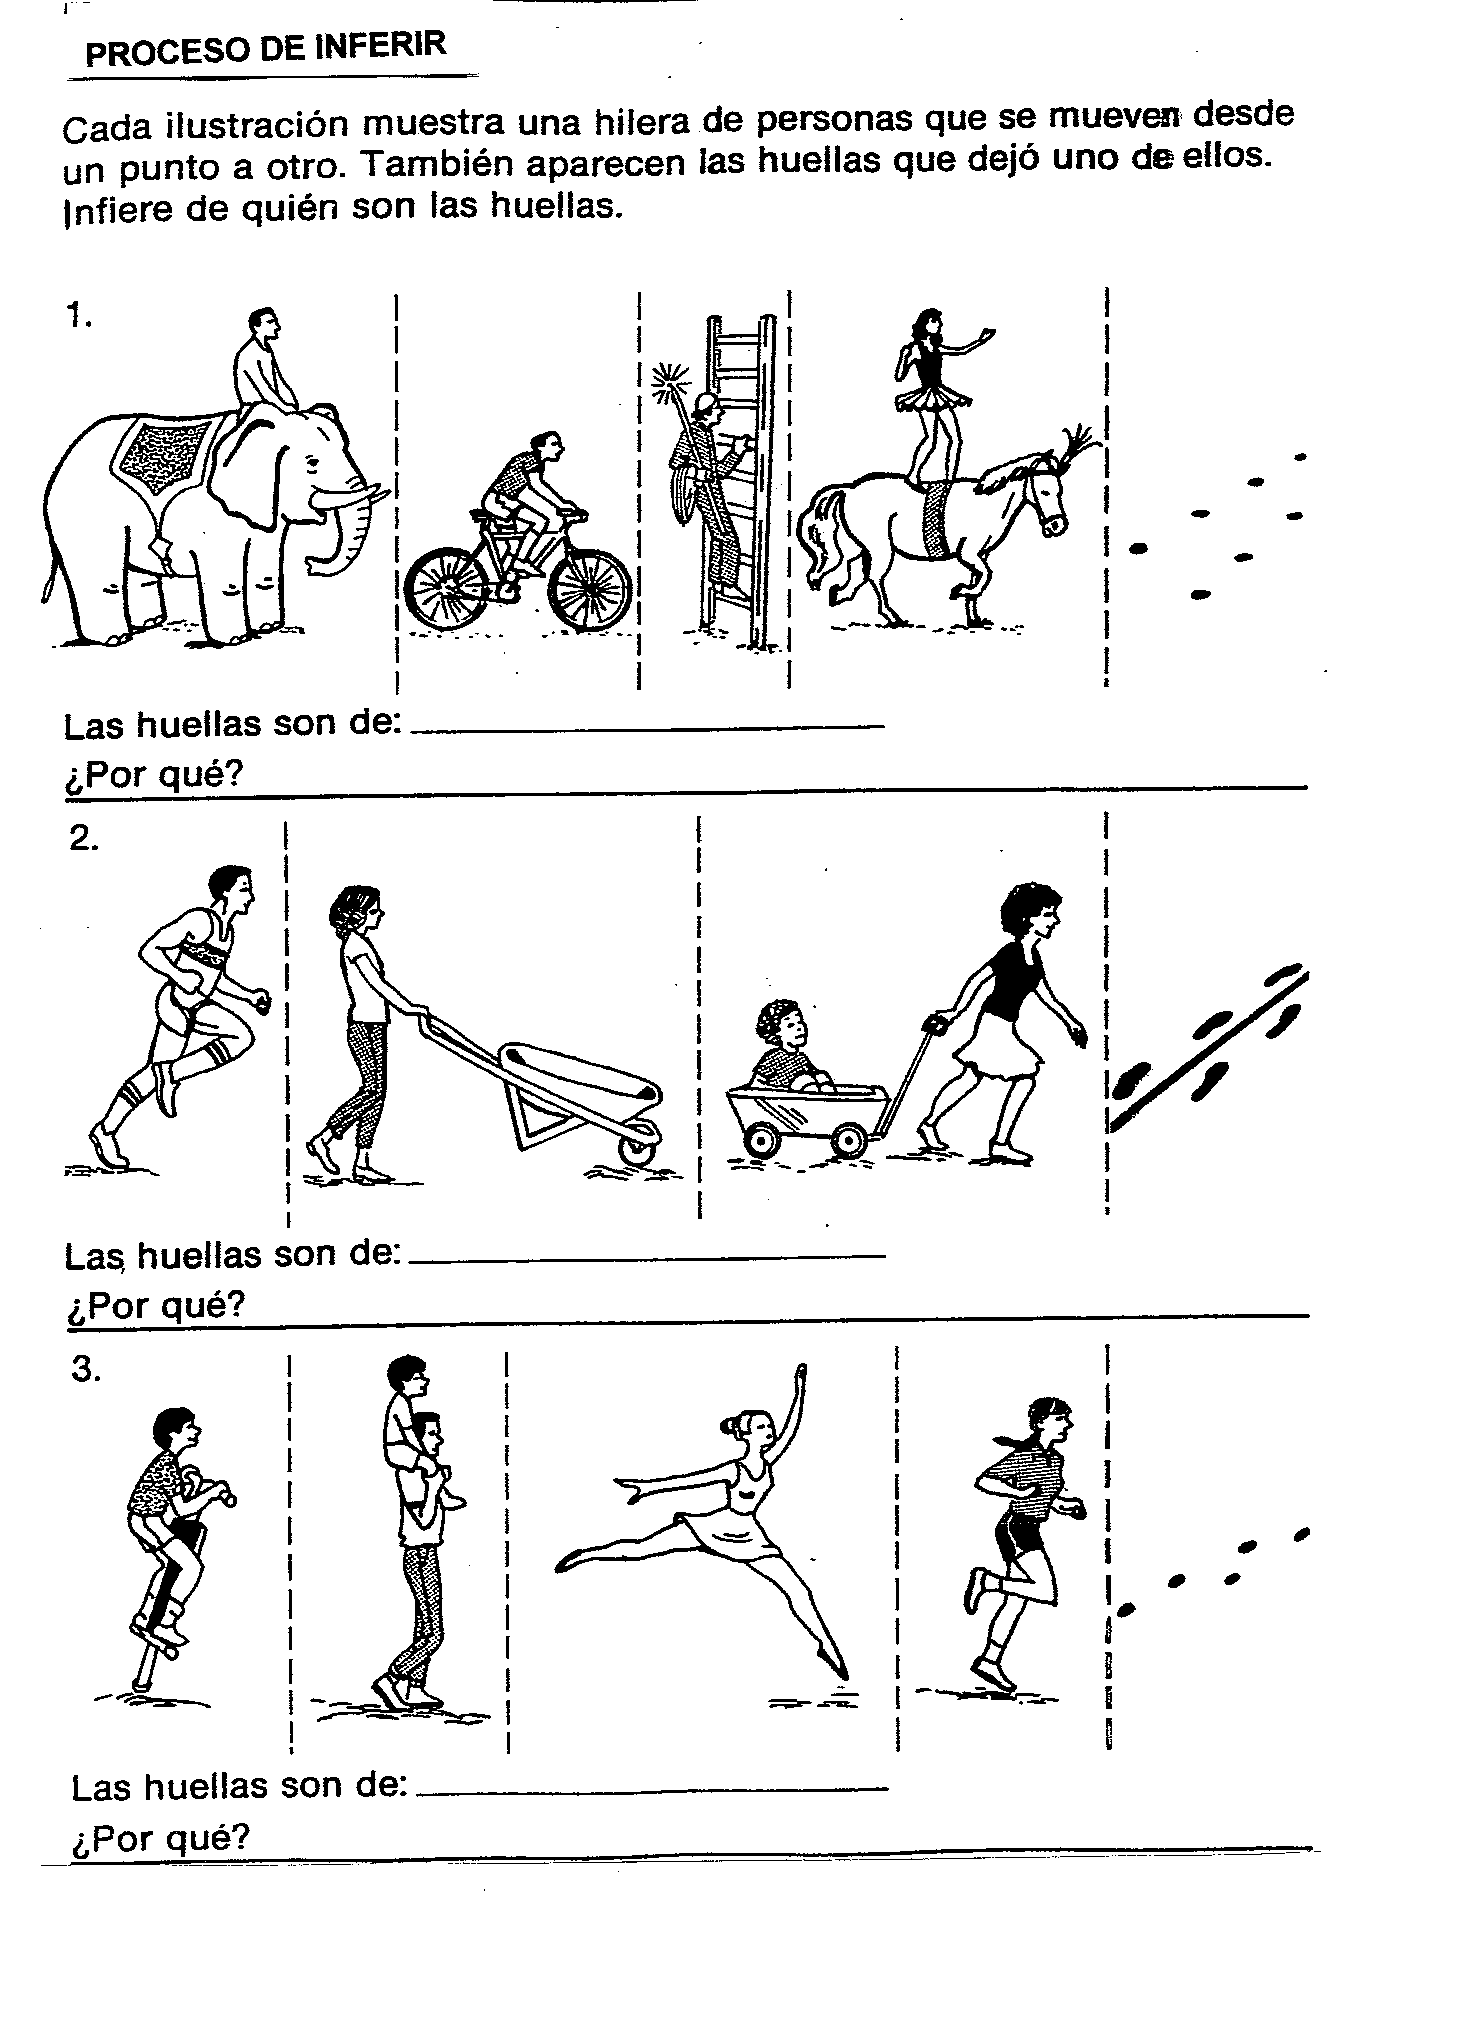 PROCESO DE INFERIR
Cada ilustración muestra una hilera de personas que se mueven desde
un punto a otro. También aparecen las huellas que dejó uno de ellos.
Infiere de quién son las huellas.
1.
Las huellas son de:
¿Por qué?
2.
Las huellas son de:
¿Por qué?
3.
Las huellas son de:
¿Por qué?